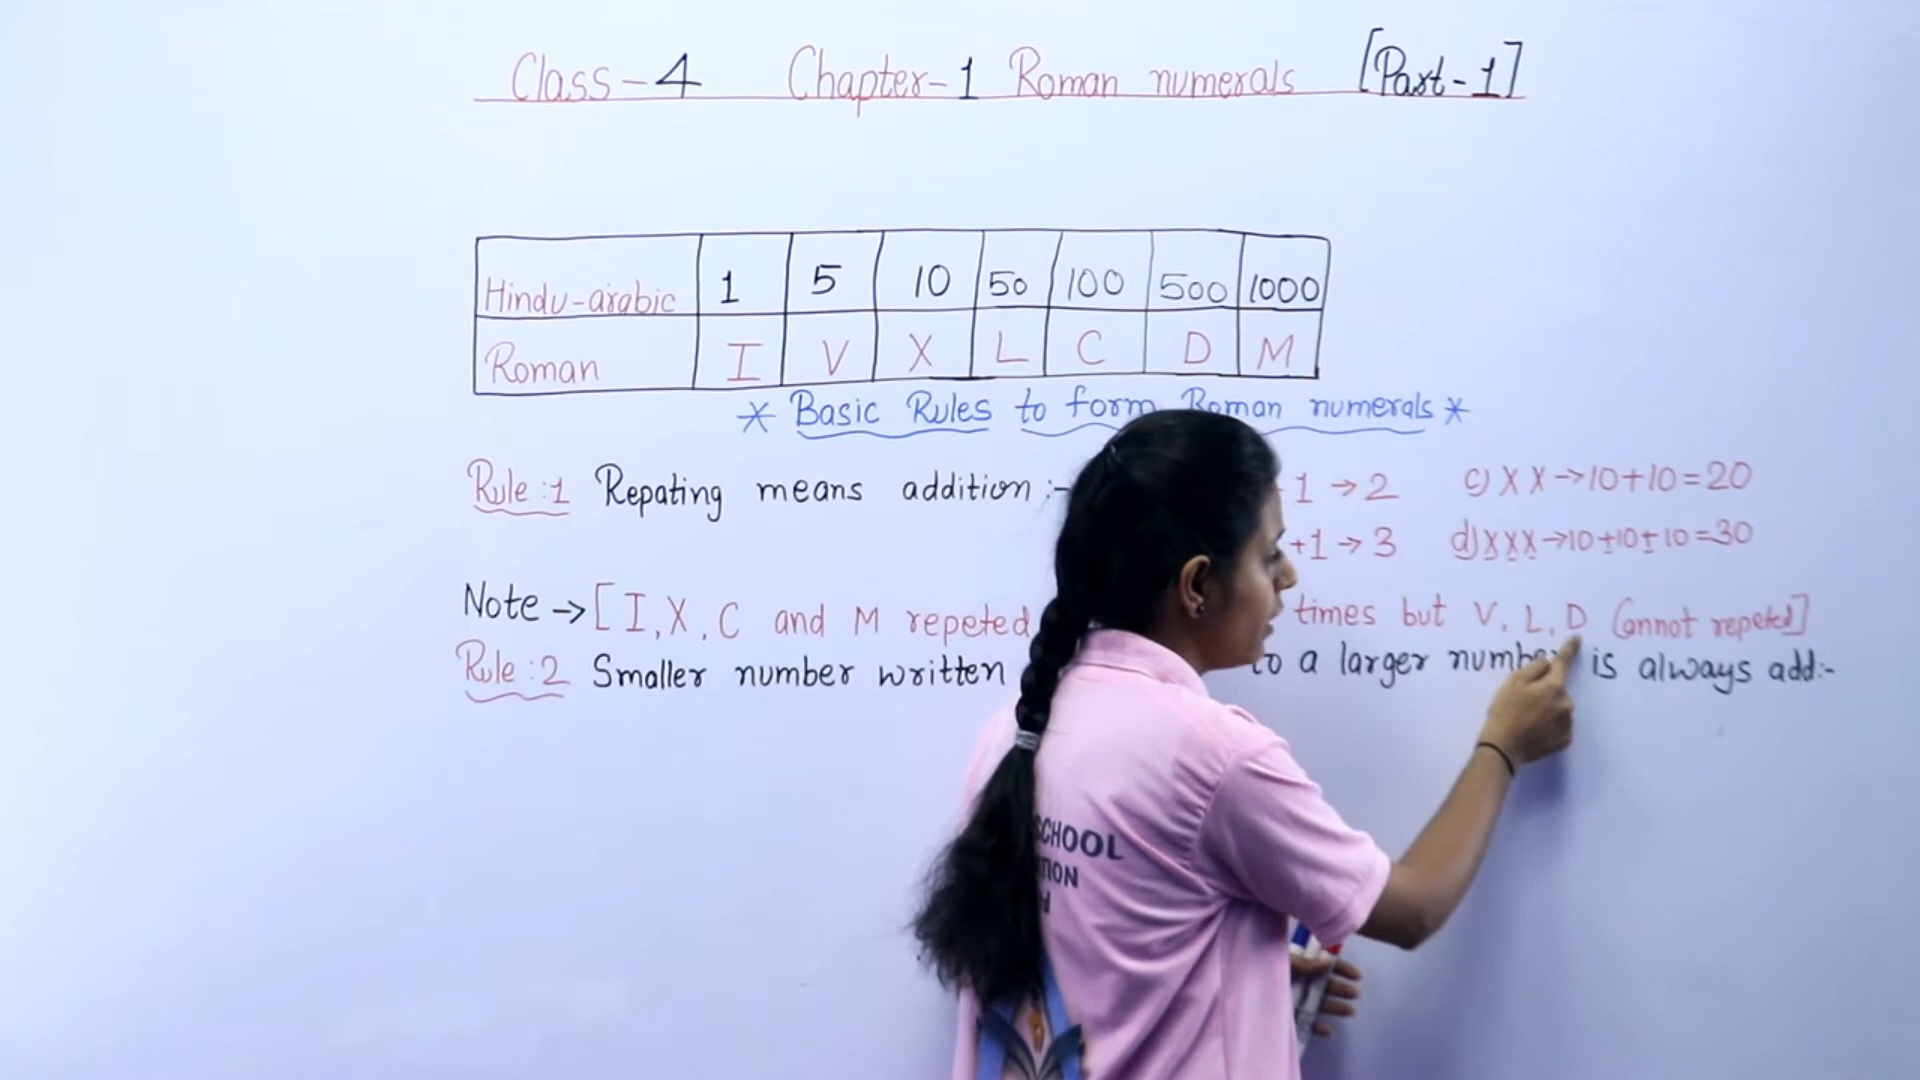 Class-4 Chapter-1 Roman numerals [Part-1]
Hindu-arabic 1 5 10 50 100 500 1000
Roman I V X L C D M
* Basic Rules to form Roman numerals *
Rule:1 Repating means addition :- 1 → 2 c) X X → 10+10=20
+1 → 3 d) X X X → 10+10+10=30
Note → [ I, X, C and M repeted times but V, L, D Cannot repeted]
Rule:2 Smaller number written to a larger number is always add:-
SCHOOL